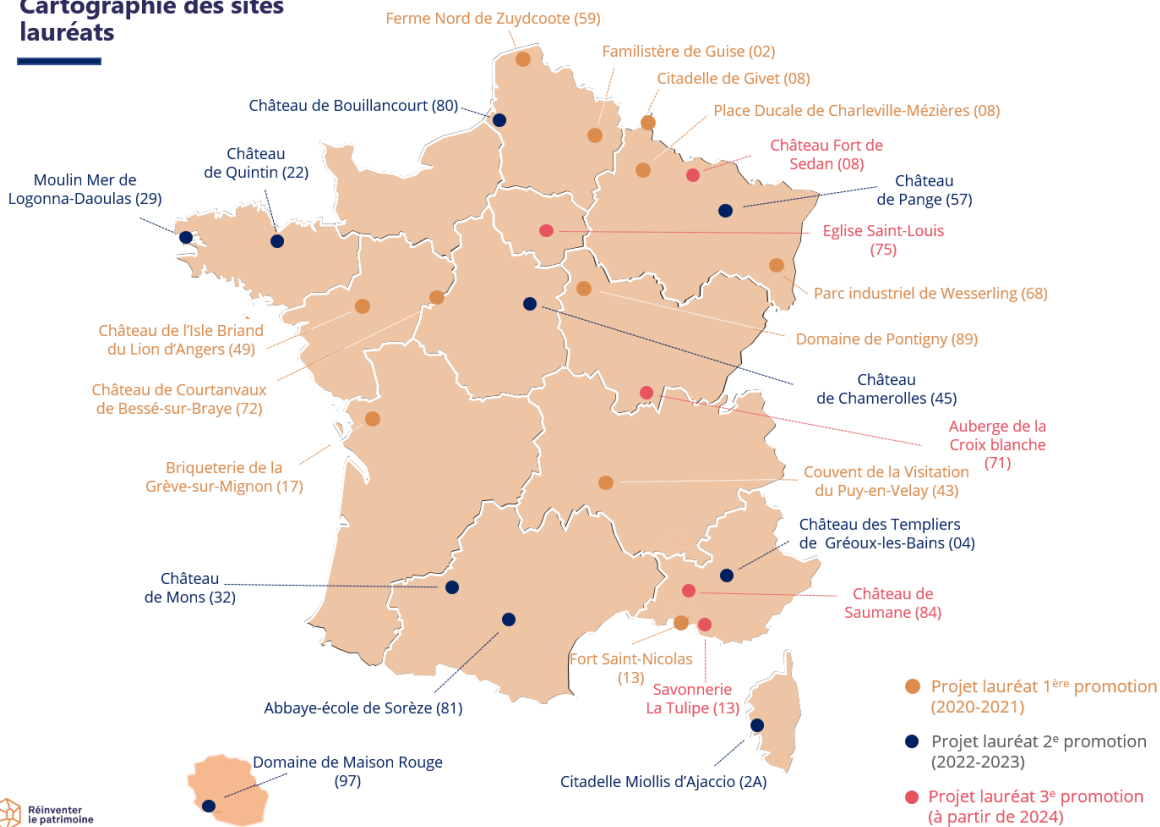 Cartographie des sites
lauréats
Ferme Nord de Zuydcoote (59)
Familistère de Guise (02)
Citadelle de Givet (08)
Château de Bouillancourt (80)
Place Ducale de Charleville-Mézières (08)
Château Fort de
Sedan (08)
Château
de Quintin (22)
Moulin Mer de
Logonna-Daoulas (29)
Château
de Pange (57)
Eglise Saint-Louis
(75)
Parc industriel de Wesserling (68)
Château de l'Isle Briand
du Lion d'Angers (49)
Domaine de Pontigny (89)
Château de Courtanvaux
de Bessé-sur-Braye (72)
Château
de Chamerolles (45)
Auberge de la
Croix blanche
(71)
Briqueterie de la
Grève-sur-Mignon (17)
Couvent de la Visitation
du Puy-en-Velay (43)
Château des Templiers
de Gréoux-les-Bains (04)
Château
de Mons (32)
Château de
Saumane (84)
Fort Saint-Nicolas
(13)
Savonnerie
La Tulipe (13)
Abbaye-école de Sorèze (81)
Domaine de Maison Rouge
(97)
Citadelle Miollis d'Ajaccio (2A)
Projet lauréat 1ère promotion
(2020-2021)
Projet lauréat 2e promotion
(2022-2023)
Projet lauréat 3e promotion
(à partir de 2024)
Réinventer
le patrimoine